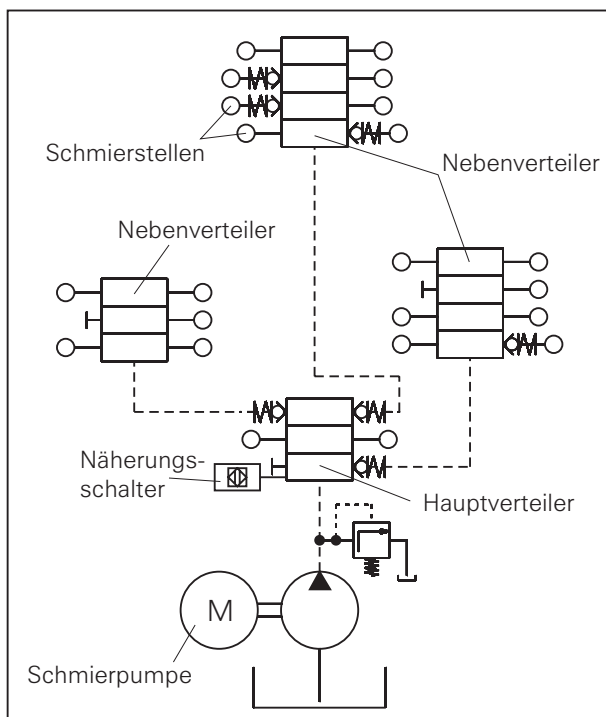 Schmierstellen
Nebenverteiler
Nebenverteiler
Näherungs-
schalter
Hauptverteiler
M
Schmierpumpe